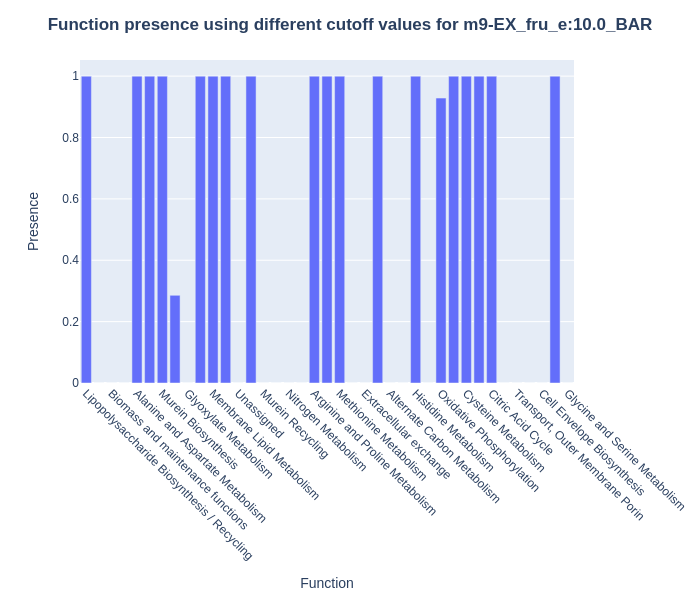 Function presence using different cutoff values for m9-EX_fru_e:10.0_BAR
Presence
1
0.8
0.6
0.4
0.2
0
Lipopolysaccharide Biosynthesis / Recycling
Biomass and maintenance functions
Alanine and Aspartate Metabolism
Murein Biosynthesis
Glyoxylate Metabolism
Membrane Lipid Metabolism
Unassigned
Murein Recycling
Nitrogen Metabolism
Arginine and Proline Metabolism
Methionine Metabolism
Extracellular exchange
Alternate Carbon Metabolism
Histidine Metabolism
Oxidative Phosphorylation
Cysteine Metabolism
Citric Acid Cycle
Transport, Outer Membrane Porin
Cell Envelope Biosynthesis
Glycine and Serine Metabolism
Function